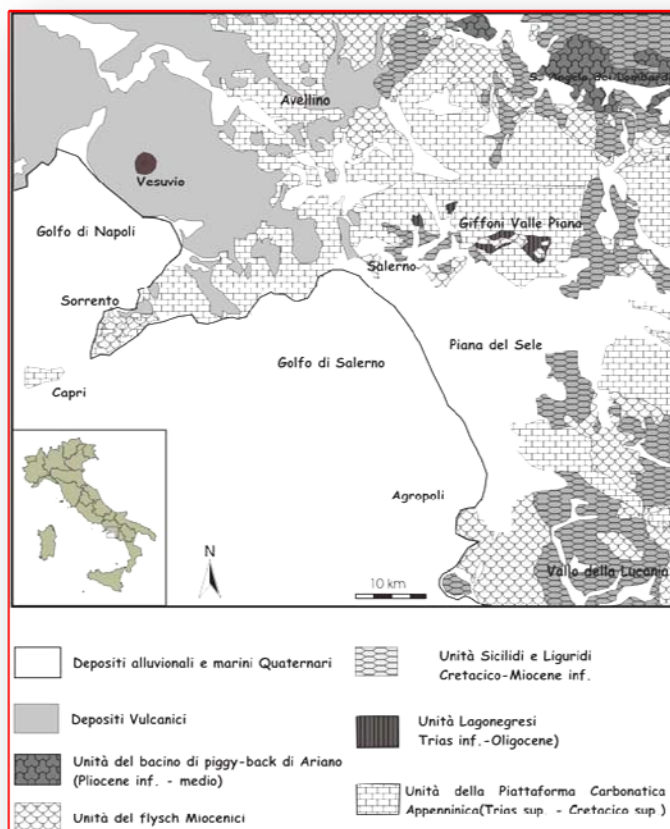 S. Angelo dei Lombardi
Avellino
Vesuvio
Golfo di Napoli
Giffoni Valle Piana
Salerno
Sorrento
Piana del Sele
Golfo di Salerno
Capri
Agropoli
N
10 km
Vallo della Lucania
Depositi alluvionali e marini Quaternari
Depositi Vulcanici
Unità del bacino di piggy-back di Ariano
(Pliocene inf. - medio)
Unità del flysch Miocenici
Unità Sicilidi e Liguridi
Cretacico-Miocene inf.
Unità Lagonegresi
Trias inf.-Oligocene)
Unità della Piattaforma Carbonatica
Appenninica(Trias sup. - Cretacico sup.)